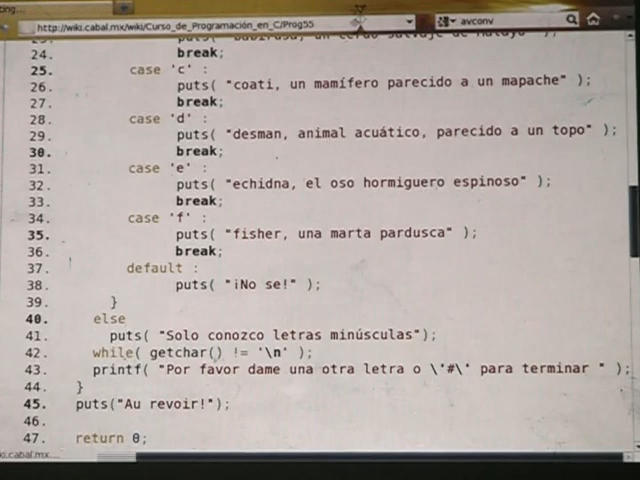 http://wiki.cabal.mx/wiki/Curso_de_Programación_en_C/Prog55
avconv
24. break;
25. case 'c' :
26. puts( "coati, un mamífero parecido a un mapache" );
27. break;
28. case 'd' :
29. puts( "desman, animal acuático, parecido a un topo" );
30. break;
31. case 'e' :
32. puts( "echidna, el oso hormiguero espinoso" );
33. break;
34. case 'f' :
35. puts( "fisher, una marta pardusca" );
36. break;
37. default :
38. puts( "¡No se!" );
39. }
40. else
41. puts( "Solo conozco letras minúsculas");
42. while( getchar() != '\n' );
43. printf( "Por favor dame una otra letra o \'#\' para terminar " );
44. }
45. puts("Au revoir!");
46.
47. return 0;